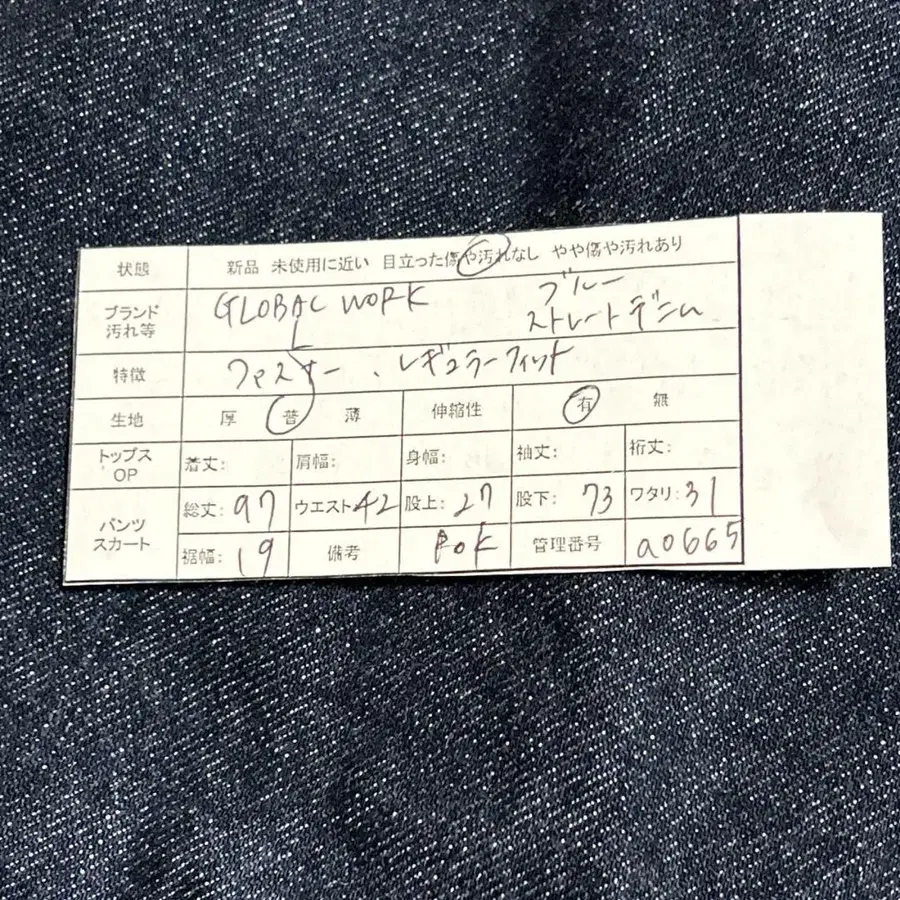 状態 新品 未使用に近い 目立った傷や汚れなし やや傷や汚れあり
ブランド 汚れ等 GLOBAL WORK ブルー
ストレートデニム
L
特徴 ファスナー、レギュラーフィット
生地 厚 普 薄 伸縮性 有 無
トップス OP 着丈: 肩幅: 身幅: 袖丈: 裄丈:
パンツ スカート 総丈: 97 ウエスト 42 股上: 27 股下: 73 ワタリ: 31
裾幅: 19 備考 管理番号 a0665